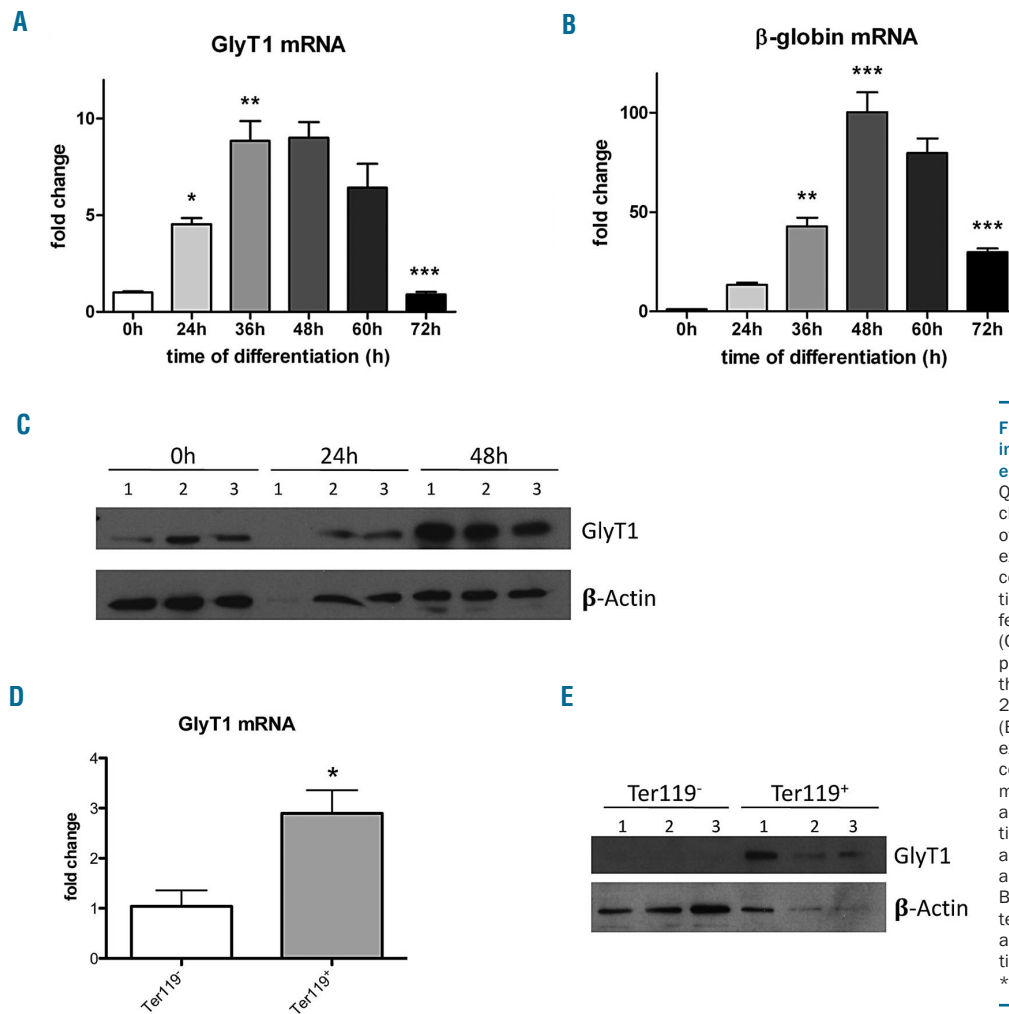 A
GlyT1 mRNA
fold change
10
5
0
** 
*
***
0h 24h 36h 48h 60h 72h
time of differentiation (h)
B
β-globin mRNA
fold change
100
50
0
***
**
***
0h 24h 36h 48h 60h 72h
time of differentiation (h)
C
0h 24h 48h
1 2 3 1 2 3 1 2 3
GlyT1
β-Actin
D
GlyT1 mRNA
fold change
4
3
2
1
0
*
Ter119-
Ter119+
E
Ter119- Ter119+
1 2 3 1 2 3
GlyT1
β-Actin